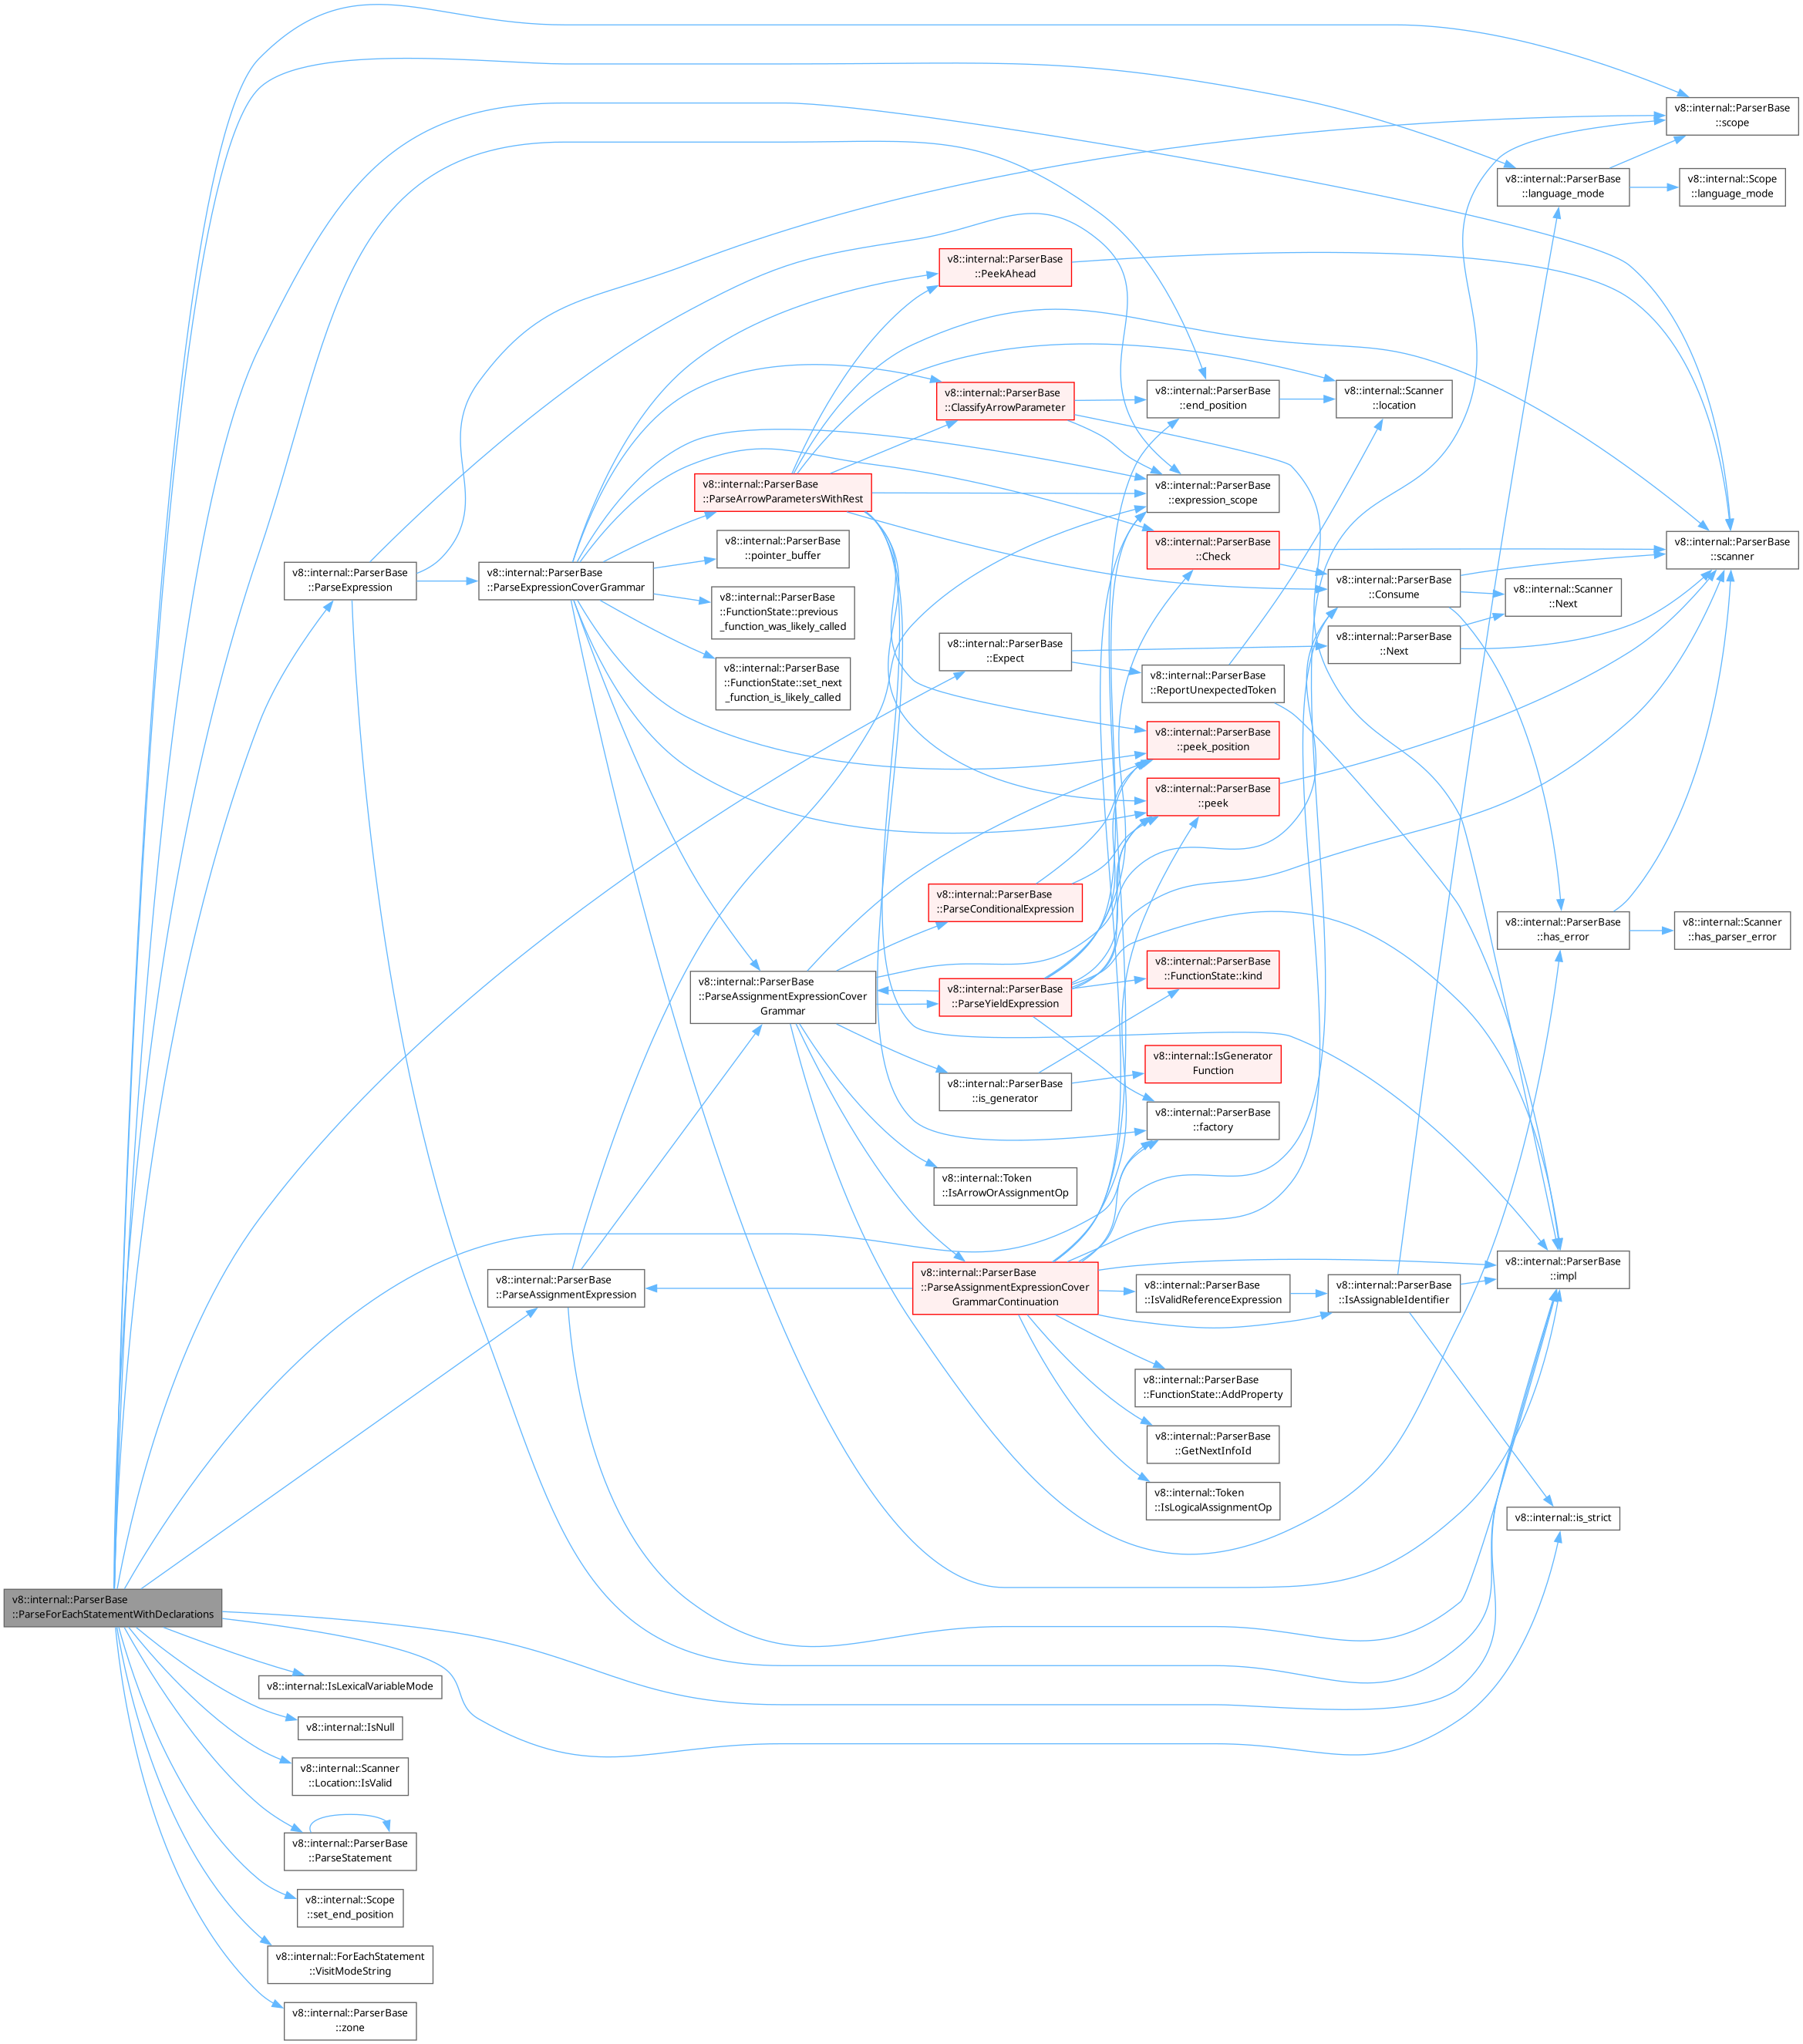 v8::internal::ParserBase
::scope
v8::internal::ParserBase
::language_mode
v8::internal::Scope
::language_mode
v8::internal::ParserBase
::PeekAhead
v8::internal::ParserBase
::ClassifyArrowParameter
v8::internal::ParserBase
::end_position
v8::internal::Scanner
::location
v8::internal::ParserBase
::ParseArrowParametersWithRest
v8::internal::ParserBase
::expression_scope
v8::internal::ParserBase
::pointer_buffer
v8::internal::ParserBase
::Check
v8::internal::ParserBase
::scanner
v8::internal::ParserBase
::ParseExpression
v8::internal::ParserBase
::ParseExpressionCoverGrammar
v8::internal::ParserBase
::Consume
v8::internal::Scanner
::Next
v8::internal::ParserBase
::FunctionState::previous
_function_was_likely_called
v8::internal::ParserBase
::Expect
v8::internal::ParserBase
::Next
v8::internal::ParserBase
::FunctionState::set_next
_function_is_likely_called
v8::internal::ParserBase
::ReportUnexpectedToken
v8::internal::ParserBase
::peek_position
v8::internal::ParserBase
::peek
v8::internal::ParserBase
::ParseConditionalExpression
v8::internal::ParserBase
::has_error
v8::internal::Scanner
::has_parser_error
v8::internal::ParserBase
::ParseAssignmentExpressionCover
Grammar
v8::internal::ParserBase
::ParseYieldExpression
v8::internal::ParserBase
::FunctionState::kind
v8::internal::IsGenerator
Function
v8::internal::ParserBase
::is_generator
v8::internal::ParserBase
::factory
v8::internal::Token
::IsArrowOrAssignmentOp
v8::internal::ParserBase
::impl
v8::internal::ParserBase
::ParseAssignmentExpression
v8::internal::ParserBase
::ParseAssignmentExpressionCover
GrammarContinuation
v8::internal::ParserBase
::IsValidReferenceExpression
v8::internal::ParserBase
::IsAssignableIdentifier
v8::internal::ParserBase
::FunctionState::AddProperty
v8::internal::ParserBase
::GetNextInfoId
v8::internal::Token
::IsLogicalAssignmentOp
v8::internal::is_strict
v8::internal::ParserBase
::ParseForEachStatementWithDeclarations
v8::internal::IsLexicalVariableMode
v8::internal::IsNull
v8::internal::Scanner
::Location::IsValid
v8::internal::ParserBase
::ParseStatement
v8::internal::Scope
::set_end_position
v8::internal::ForEachStatement
::VisitModeString
v8::internal::ParserBase
::zone